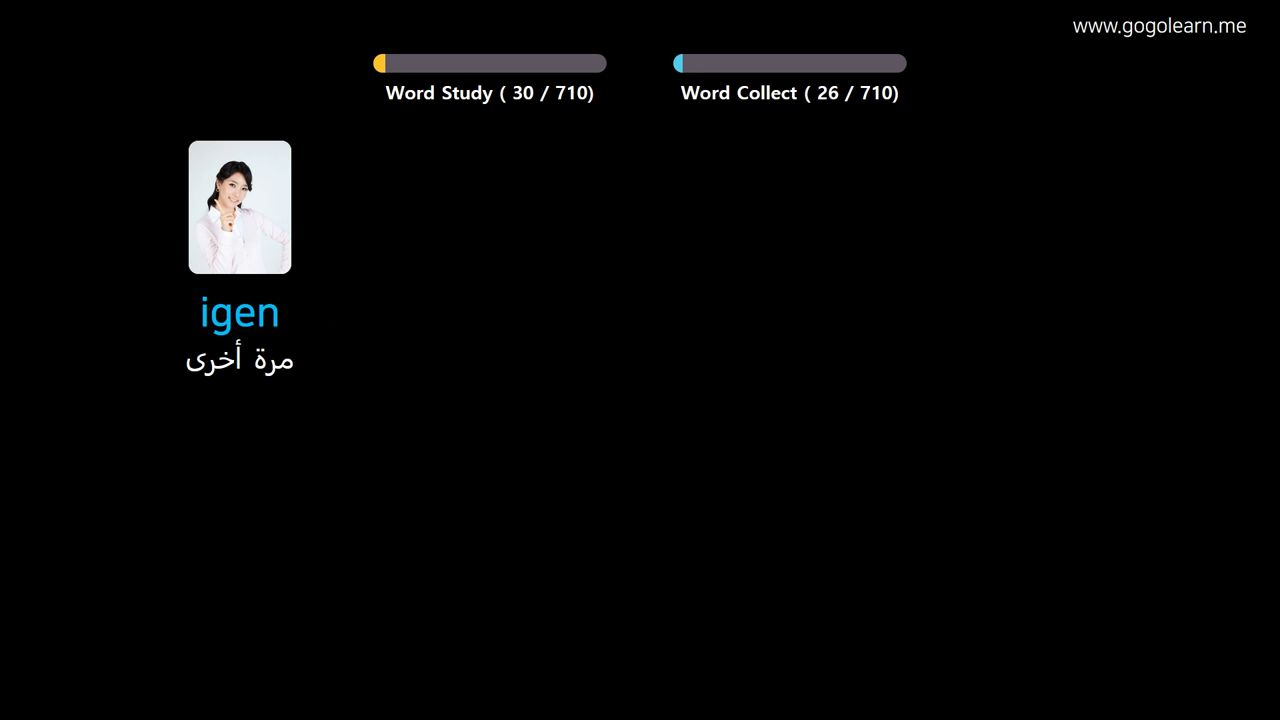 www.gogolearn.me
Word Study ( 30 / 710)
Word Collect ( 26 / 710)
igen
مرة أخرى